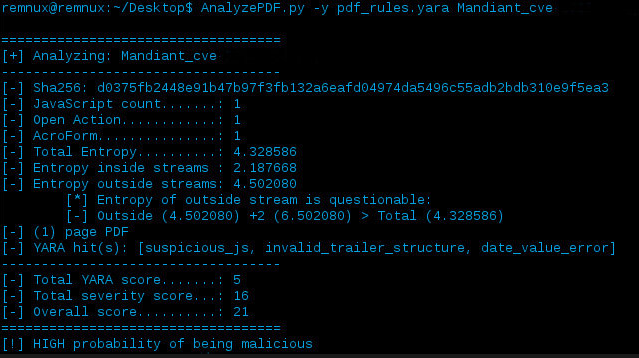 remnux@remnux:~/Desktop$ AnalyzePDF.py -y pdf_rules.yara Mandiant_cve
==================================
[+] Analyzing: Mandiant_cve
----------------------------------
[-] Sha256: d0375fb2448e91b47b97f3fb132a6eafd04974da5496c55adb2bdb310e9f5ea3
[-] JavaScript count.......: 1
[-] Open Action............: 1
[-] AcroForm...............: 1
[-] Total Entropy..........: 4.328586
[-] Entropy inside streams : 2.187668
[-] Entropy outside streams: 4.502080
[*] Entropy of outside stream is questionable:
[-] Outside (4.502080) +2 (6.502080) > Total (4.328586)
[-] (1) page PDF
[-] YARA hit(s): [suspicious_js, invalid_trailer_structure, date_value_error]
----------------------------------
[-] Total YARA score.......: 5
[-] Total severity score...: 16
[-] Overall score..........: 21
==================================
[!] HIGH probability of being malicious